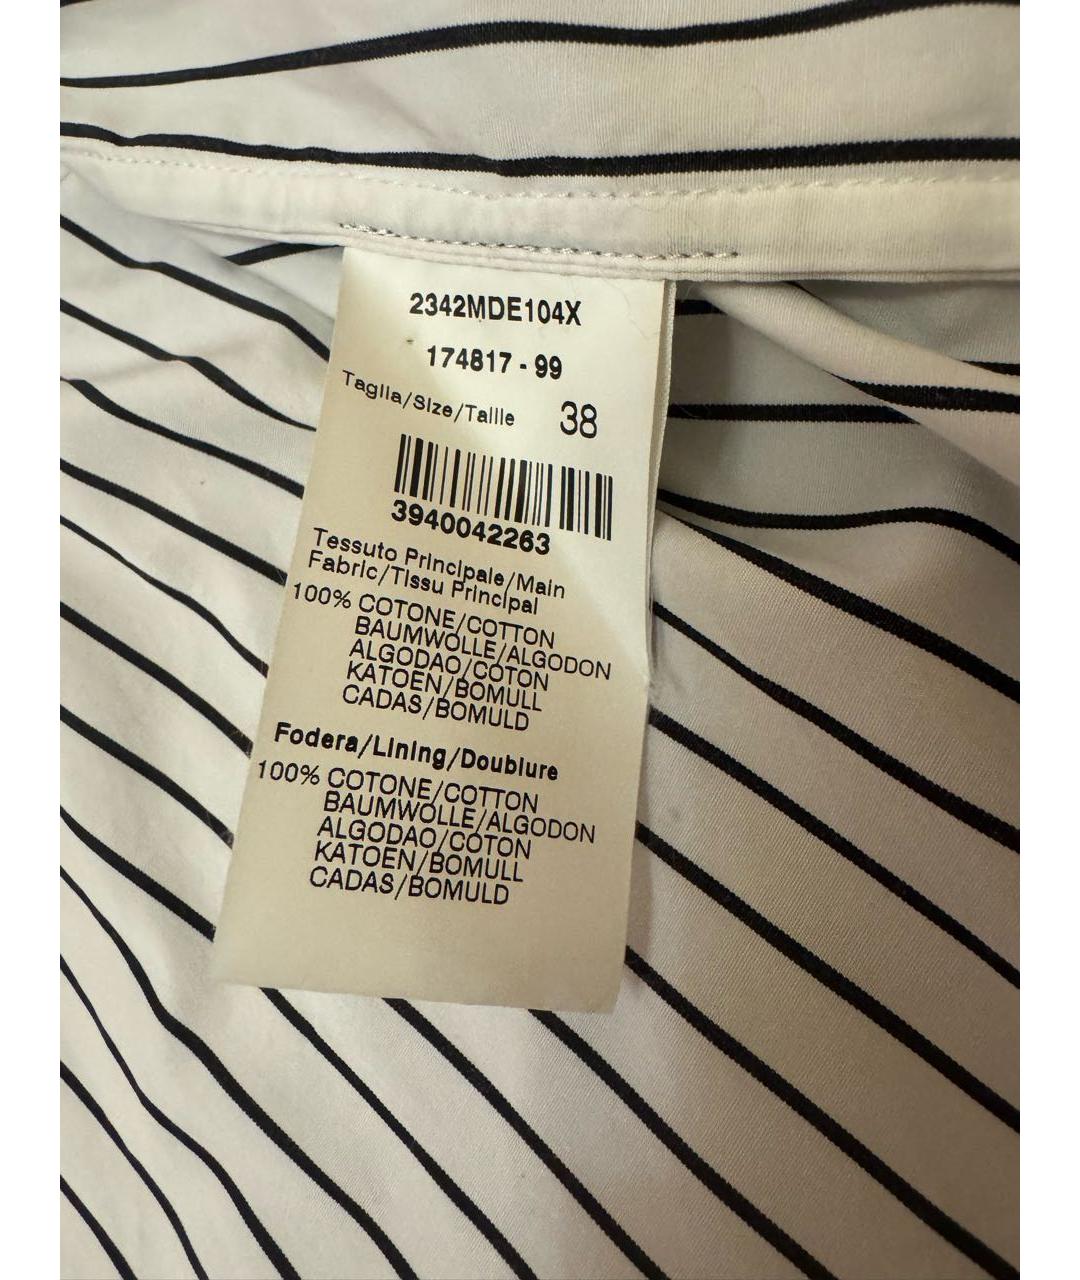 2342MDE104X
174817 - 99
Taglia/Size/Taille 38
3940042263
Tessuto Principale/Main
Fabric/Tissu Principal
100% COTONE/COTTON
BAUMWOLLE/ALGODON
ALGODAO/COTON
KATOEN/BOMULL
CADAS/BOMULD
Fodera/Lining/Doublure
100% COTONE/COTTON
BAUMWOLLE/ALGODON
ALGODAO/COTON
KATOEN/BOMULL
CADAS/BOMULD